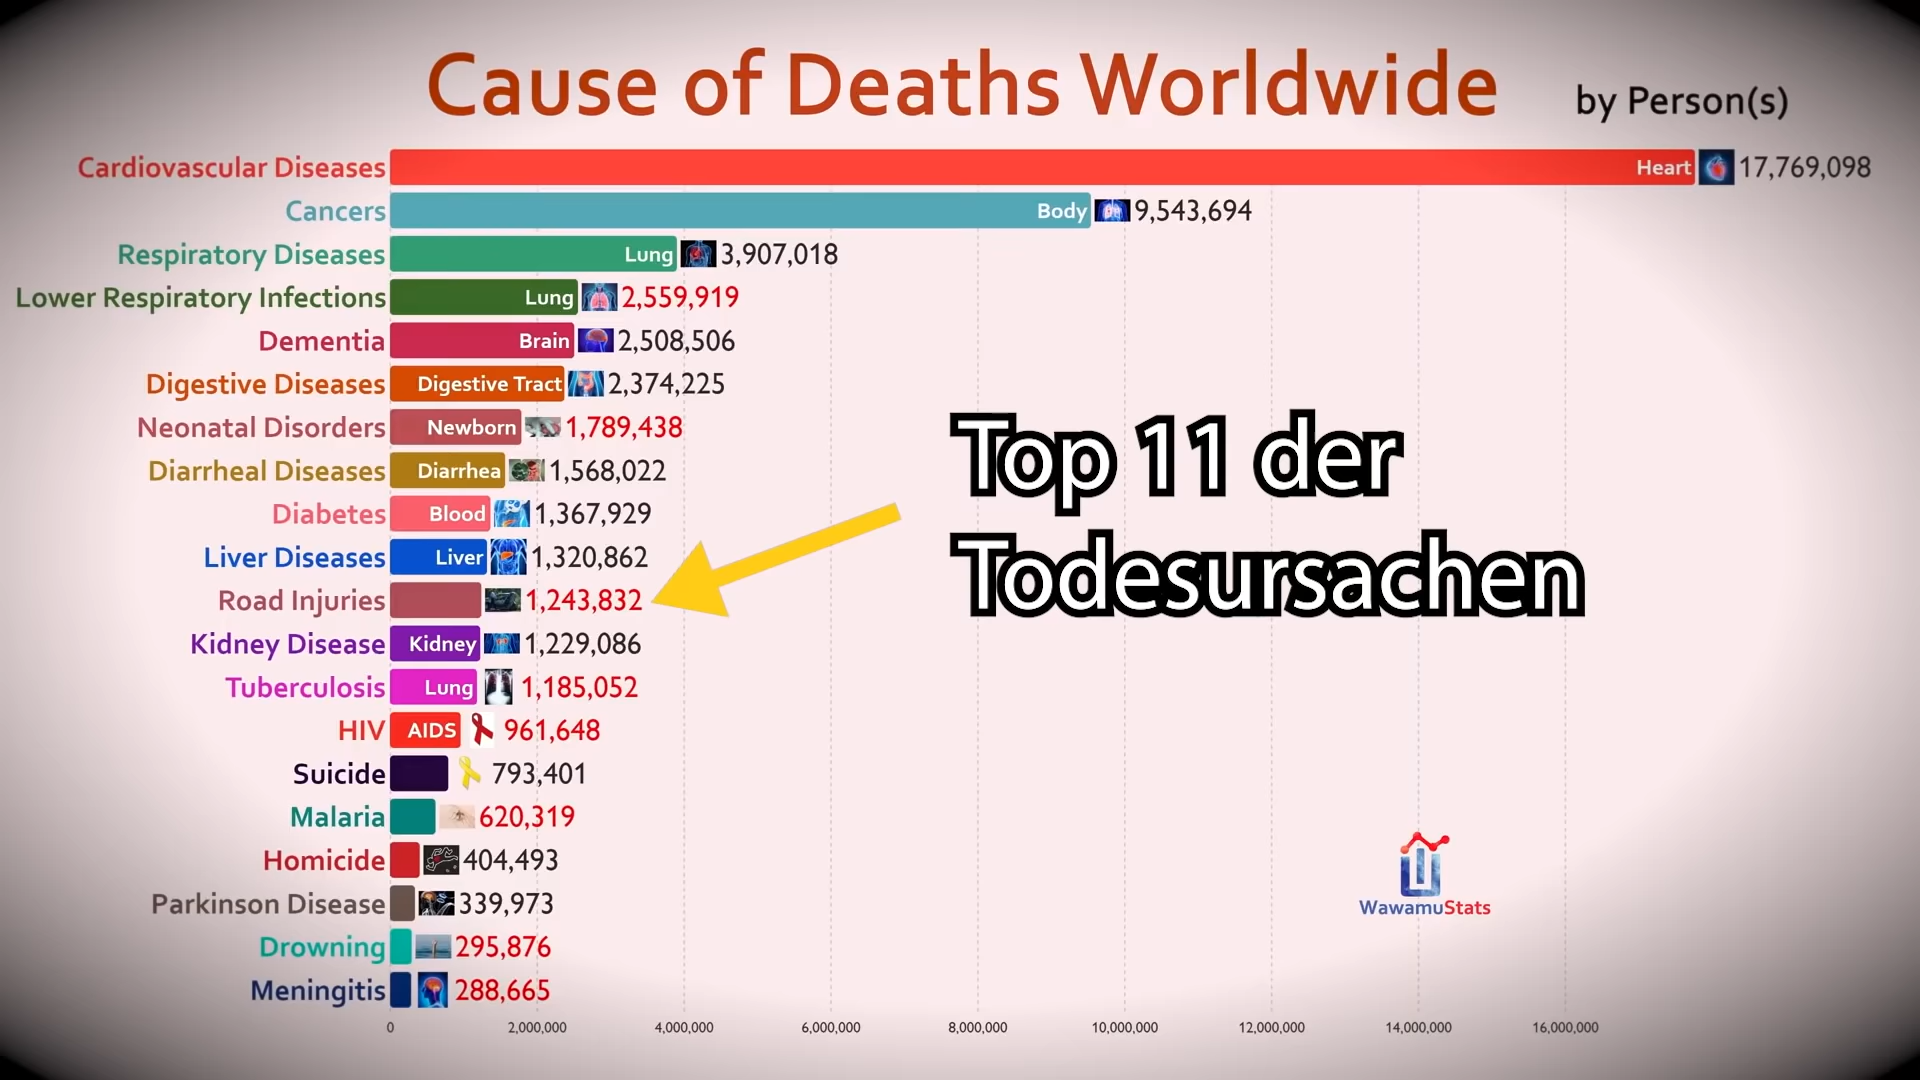 Cause of Deaths Worldwide by Person(s)
Cardiovascular Diseases Heart 17,769,098
Cancers Body 9,543,694
Respiratory Diseases Lung 3,907,018
Lower Respiratory Infections Lung 2,559,919
Dementia Brain 2,508,506
Digestive Diseases Digestive Tract 2,374,225
Neonatal Disorders Newborn 1,789,438
Diarrheal Diseases Diarrhea 1,568,022
Diabetes Blood 1,367,929
Liver Diseases Liver 1,320,862
Road Injuries 1,243,832
Kidney Disease Kidney 1,229,086
Tuberculosis Lung 1,185,052
HIV AIDS 961,648
Suicide 793,401
Malaria 620,319
Homicide 404,493
Parkinson Disease 339,973
Drowning 295,876
Meningitis 288,665
0 2,000,000 4,000,000 6,000,000 8,000,000 10,000,000 12,000,000 14,000,000 16,000,000
Top 11 der
Todesursachen
WawamuStats